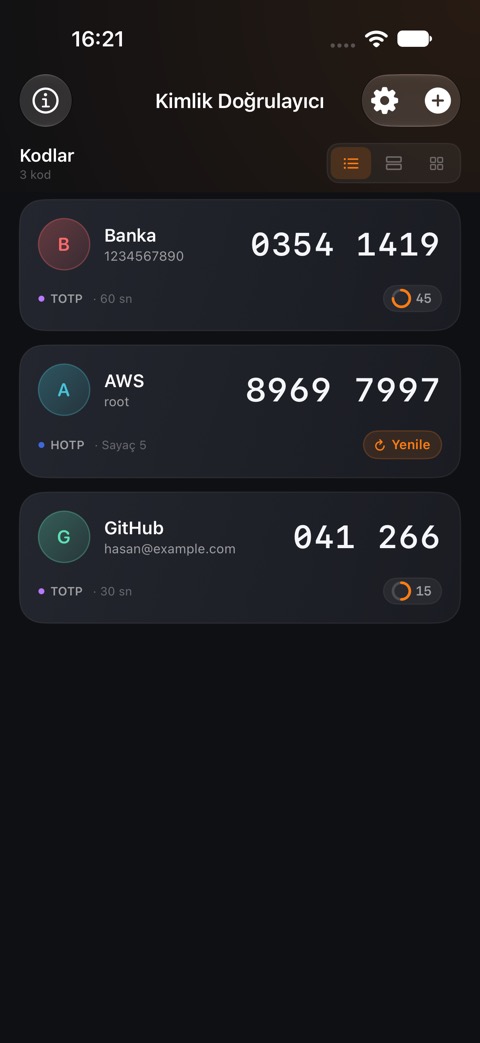 16:21
Kimlik Doğrulayıcı
Kodlar
3 kod
B
Banka
1234567890
0354 1419
TOTP · 60 sn
45
A
AWS
root
8969 7997
HOTP · Sayaç 5
Yenile
G
GitHub
hasan@example.com
041 266
TOTP · 30 sn
15